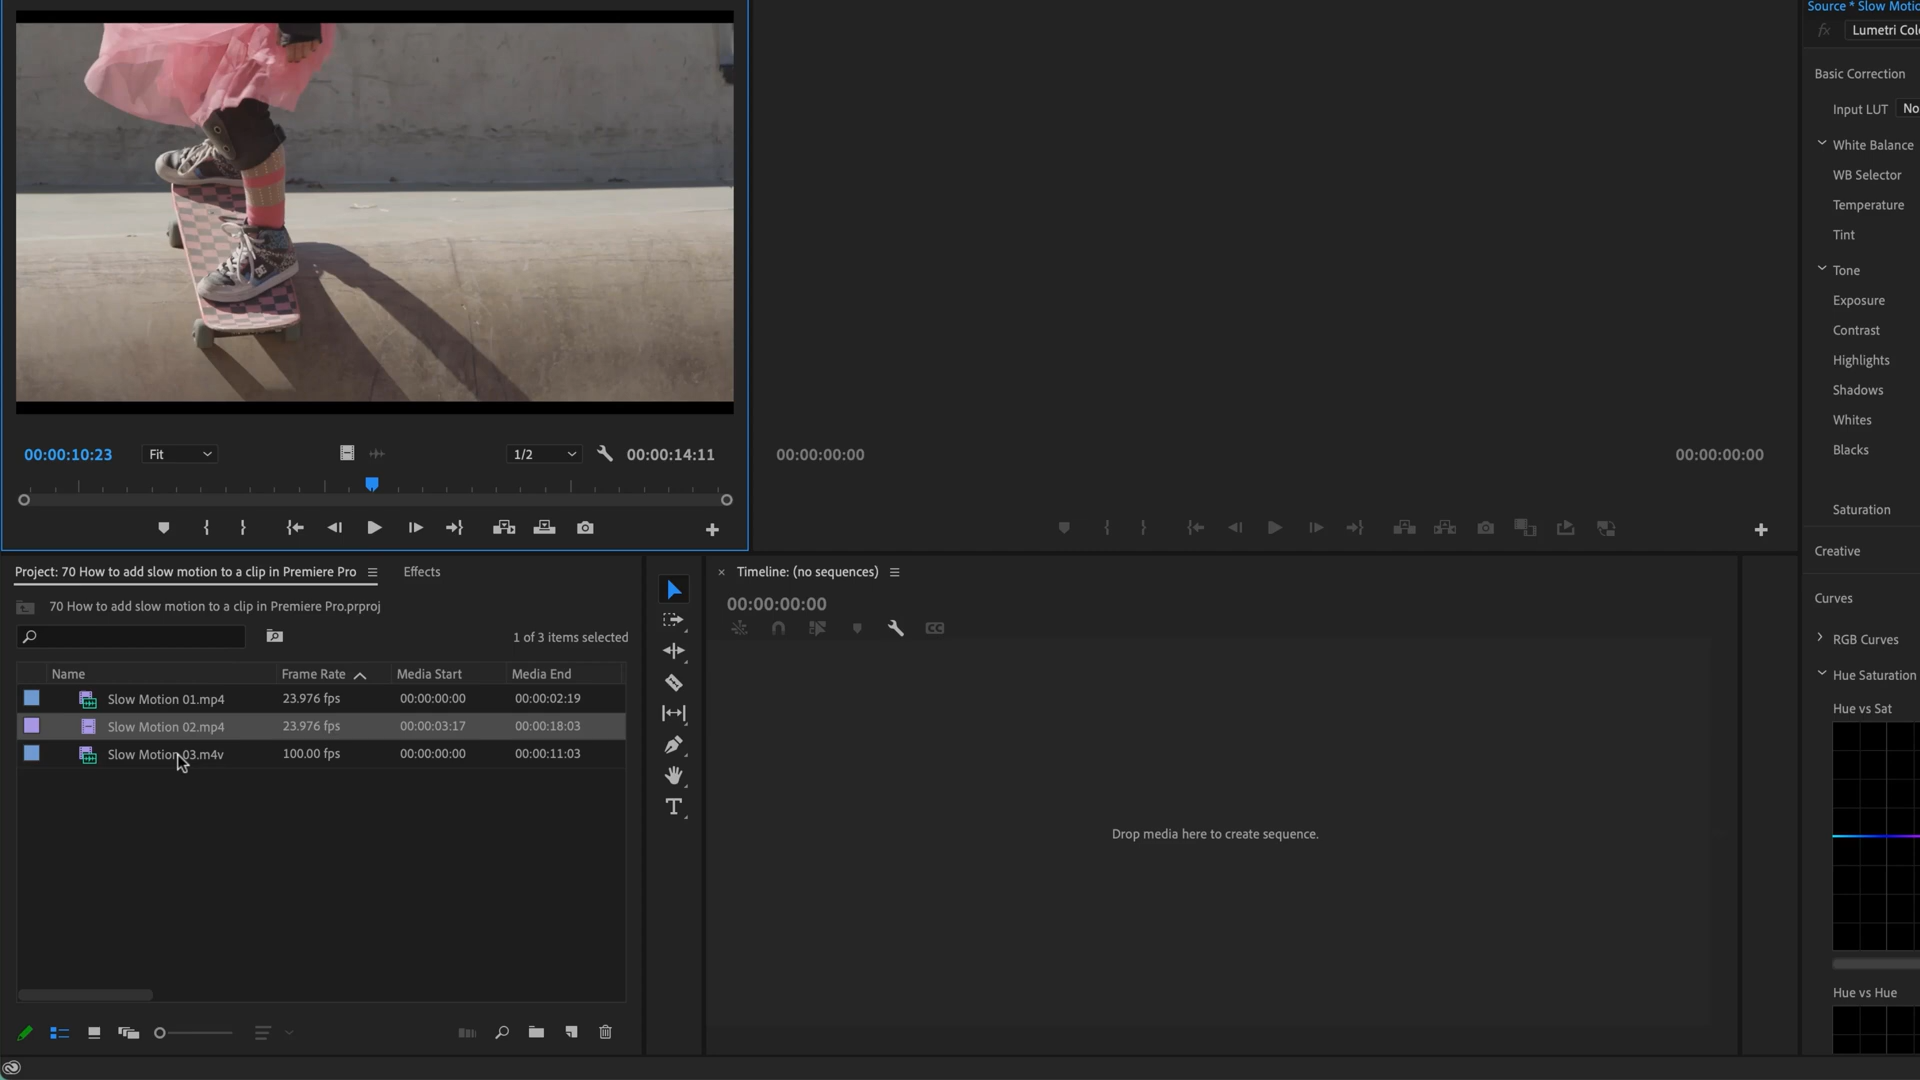 Source * Slow Motio
fx Lumetri Col
Basic Correction
Input LUT No
White Balance
WB Selector
Temperature
Tint
Tone
Exposure
Contrast
Highlights
Shadows
Whites
Blacks
Saturation
Creative
Curves
RGB Curves
Hue Saturation
Hue vs Sat
Hue vs Hue
00:00:10:23 Fit 1/2 00:00:14:11
00:00:00:00 00:00:00:00
Project: 70 How to add slow motion to a clip in Premiere Pro Effects
70 How to add slow motion to a clip in Premiere Pro.prproj
1 of 3 items selected
Name Frame Rate Media Start Media End
Slow Motion 01.mp4 23.976 fps 00:00:00:00 00:00:02:19
Slow Motion 02.mp4 23.976 fps 00:00:03:17 00:00:18:03
Slow Motion 03.m4v 100.00 fps 00:00:00:00 00:00:11:03
× Timeline: (no sequences)
00:00:00:00
CC
Drop media here to create sequence.